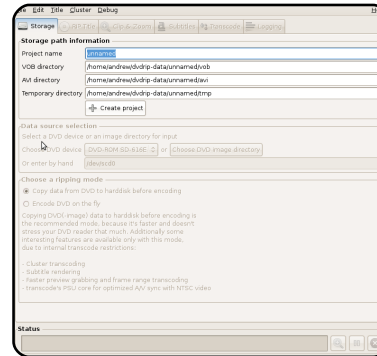 Edit Title Cluster Debug
Storage RIP Title Clip & Zoom Subtitles Transcode Logging
Storage path information
Project name unnamed
VOB directory /home/andrew/dvdrip-data/unnamed/vob
AVI directory /home/andrew/dvdrip-data/unnamed/avi
Temporary directory /home/andrew/dvdrip-data/unnamed/tmp
Create project
Data source selection
Select a DVD device or an image directory for input
Choose DVD device DVD-ROM SD-616E or Choose DVD image directory
Or enter by hand /dev/scd0
Choose a ripping mode
Copy data from DVD to harddisk before encoding
Encode DVD on the fly
Copying DVD(-image) data to harddisk before encoding is
the recommended mode, because it's faster and doesnt
stress your DVD reader that much. Additionally some
interesting features are available only with this mode,
due to internal transcode restrictions:
- Cluster transcoding
- Subtitle rendering
- Faster preview grabbing and frame range transcoding
- transcode's PSU core for optimized A/V sync with NTSC video
Status